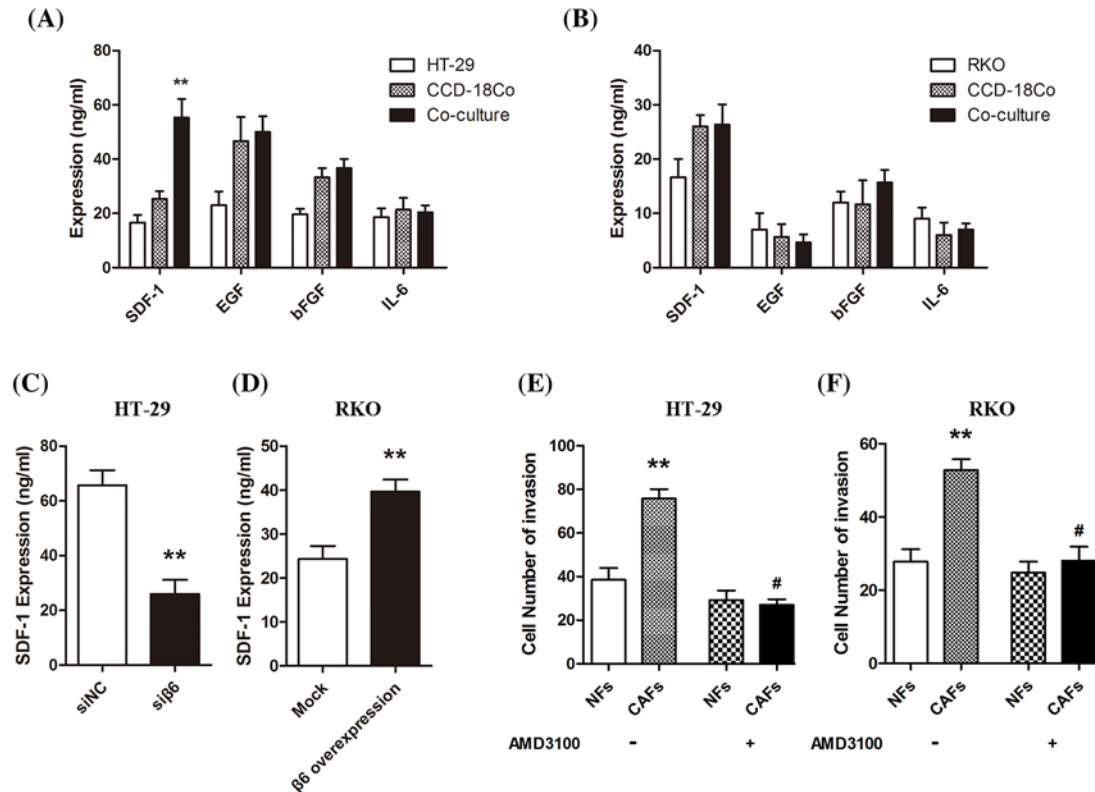 (A)
Expression (ng/ml)
80
60
40
20
0
**
HT-29
CCD-18Co
Co-culture
SDF-1
EGF
bFGF
IL-6
(B)
Expression (ng/ml)
40
30
20
10
0
RKO
CCD-18Co
Co-culture
SDF-1
EGF
bFGF
IL-6
(C)
HT-29
SDF-1 Expression (ng/ml)
80
60
40
20
0
**
siNC
siβ6
(D)
RKO
SDF-1 Expression (ng/ml)
50
40
30
20
10
0
**
Mock
β6 overexpression
(E)
HT-29
Cell Number of invasion
100
80
60
40
20
0
**
#
NFs
CAFs
NFs
CAFs
AMD3100 - +
(F)
RKO
Cell Number of invasion
60
40
20
0
**
#
NFs
CAFs
NFs
CAFs
AMD3100 - +